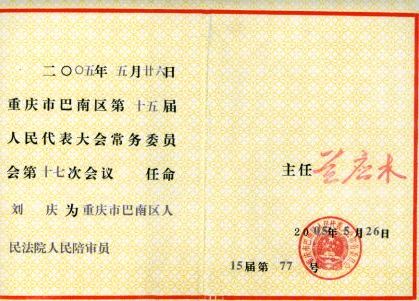 二〇〇五年五月廿六日
重庆市巴南区第十五届
人民代表大会常务委员
会第十七次会议 任命
刘庆为重庆市巴南区人
民法院人民陪审员
主任
2005年5月26日
15届第77号